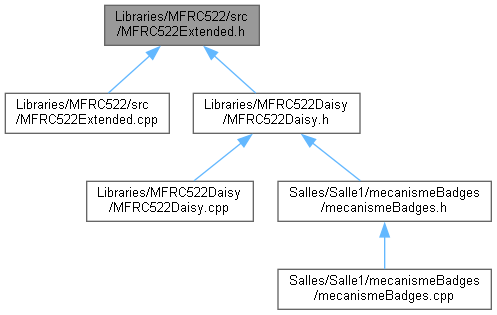 Libraries/MFRC522/src
/MFRC522Extended.h
Libraries/MFRC522/src
/MFRC522Extended.cpp
Libraries/MFRC522Daisy
/MFRC522Daisy.h
Libraries/MFRC522Daisy
/MFRC522Daisy.cpp
Salles/Salle1/mecanismeBadges
/mecanismeBadges.h
Salles/Salle1/mecanismeBadges
/mecanismeBadges.cpp